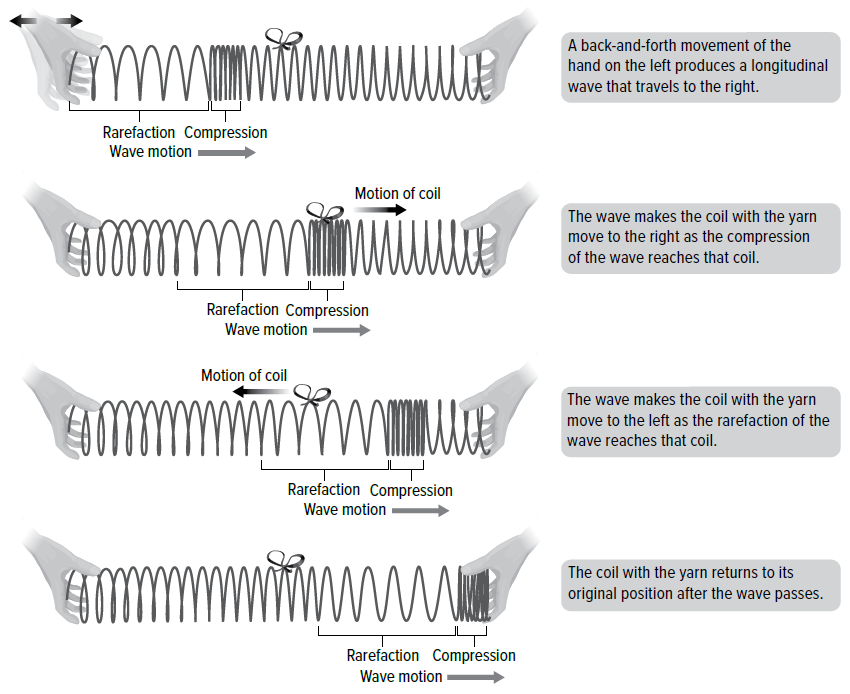 A back-and-forth movement of the
hand on the left produces a longitudinal
wave that travels to the right.
Rarefaction Compression
Wave motion
Motion of coil
The wave makes the coil with the yarn
move to the right as the compression
of the wave reaches that coil.
Rarefaction Compression
Wave motion
Motion of coil
The wave makes the coil with the yarn
move to the left as the rarefaction of the
wave reaches that coil.
Rarefaction Compression
Wave motion
The coil with the yarn returns to its
original position after the wave passes.
Rarefaction Compression
Wave motion